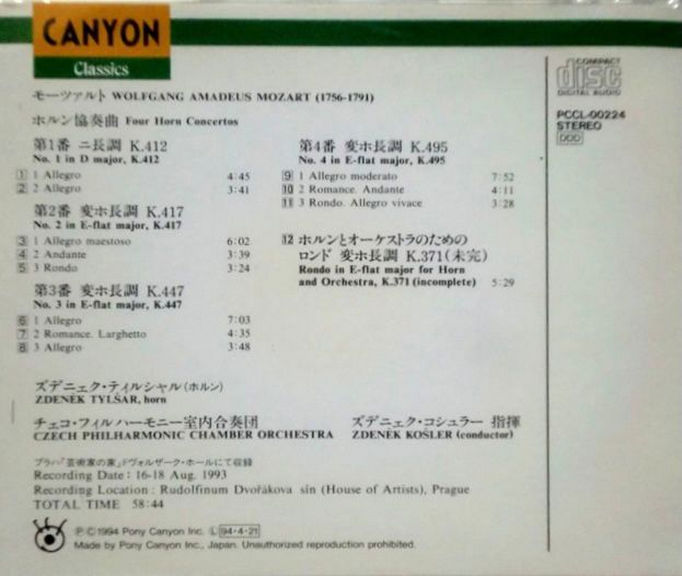 CANYON
Classics
モーツァルト WOLFGANG AMADEUS MOZART (1756-1791)
ホルン協奏曲 Four Horn Concertos
第1番 ニ長調 K.412
No. 1 in D major, K.412
1 1 Allegro 4:45
2 2 Allegro 3:41
第2番 変ホ長調 K.417
No. 2 in E-flat major, K.417
3 1 Allegro maestoso 6:02
4 2 Andante 3:39
5 3 Rondo 3:24
第3番 変ホ長調 K.447
No. 3 in E-flat major, K.447
6 1 Allegro 7:03
7 2 Romance. Larghetto 4:35
8 3 Allegro 3:48
第4番 変ホ長調 K.495
No. 4 in E-flat major, K.495
9 1 Allegro moderato 7:52
10 2 Romance. Andante 4:11
11 3 Rondo. Allegro vivace 3:28
12 ホルンとオーケストラのための
ロンド 変ホ長調 K.371(未完)
Rondo in E-flat major for Horn
and Orchestra, K.371 (incomplete) 5:29
COMPACT
disc
DIGITAL AUDIO
PCCL-00224
STEREO
DDD
ズデニェク・ティルシャル(ホルン)
ZDENĚK TYLŠAR, horn
チェコ・フィルハーモニー室内合奏団 ズデニェク・コシュラー 指揮
CZECH PHILHARMONIC CHAMBER ORCHESTRA ZDENĚK KOŠLER (conductor)
プラハ「芸術家の家」ドヴォルザーク・ホールにて収録
Recording Date : 16-18 Aug. 1993
Recording Location : Rudolfinum Dvořákova sín (House of Artists), Prague
TOTAL TIME 58:44
Ⓟ©1994 Pony Canyon Inc. Ⓛ 94・4・21
Made by Pony Canyon Inc., Japan. Unauthorized reproduction prohibited.